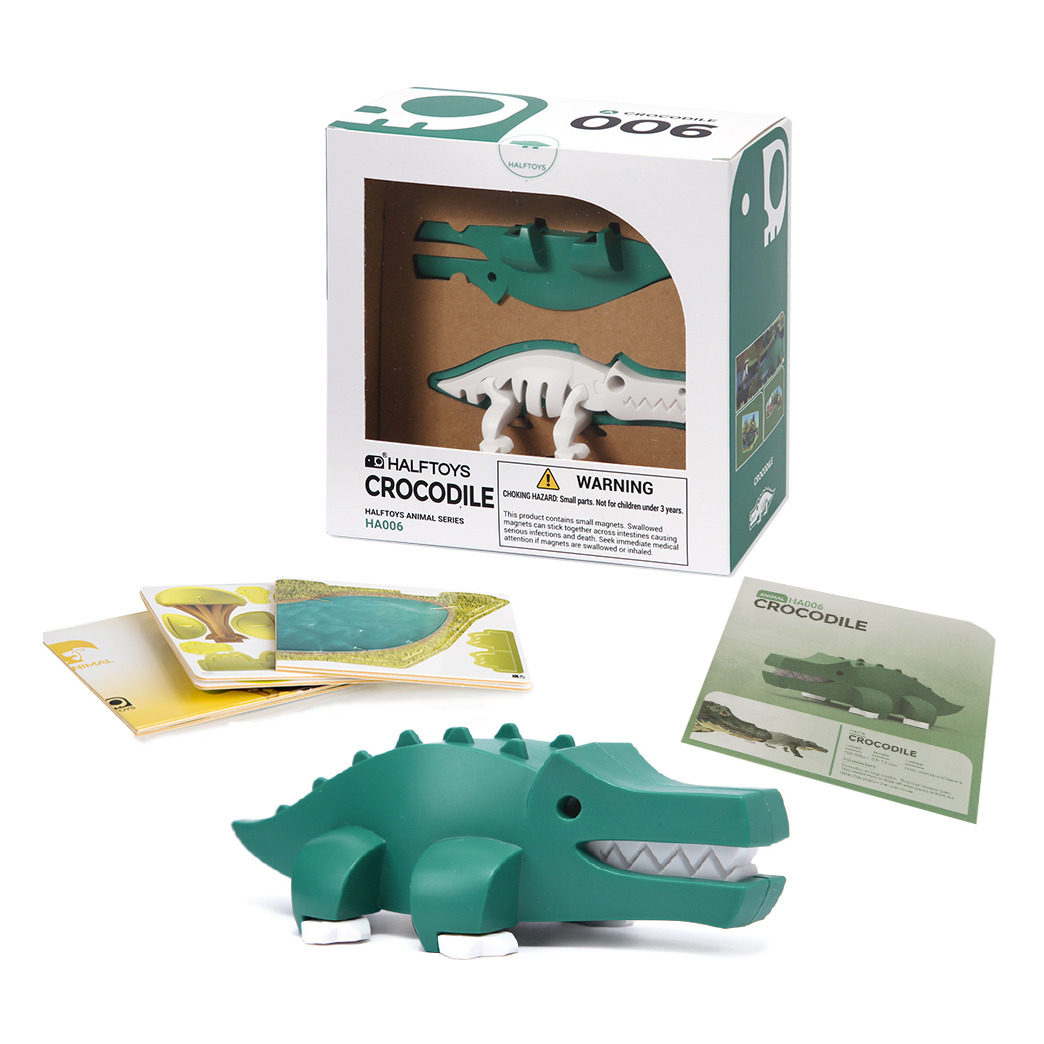 CROCODILE
006
HALFTOYS
HALFTOYS
CROCODILE
HALFTOYS ANIMAL SERIES
HA006
WARNING
CHOKING HAZARD: Small parts. Not for children under 3 years.
This product contains small magnets. Swallowed
magnets can stick together across intestines causing
serious infections and death. Seek immediate medical
attention if magnets are swallowed or inhaled.
CROCODILE
ANIMAL HA006
CROCODILE
CROCODILE